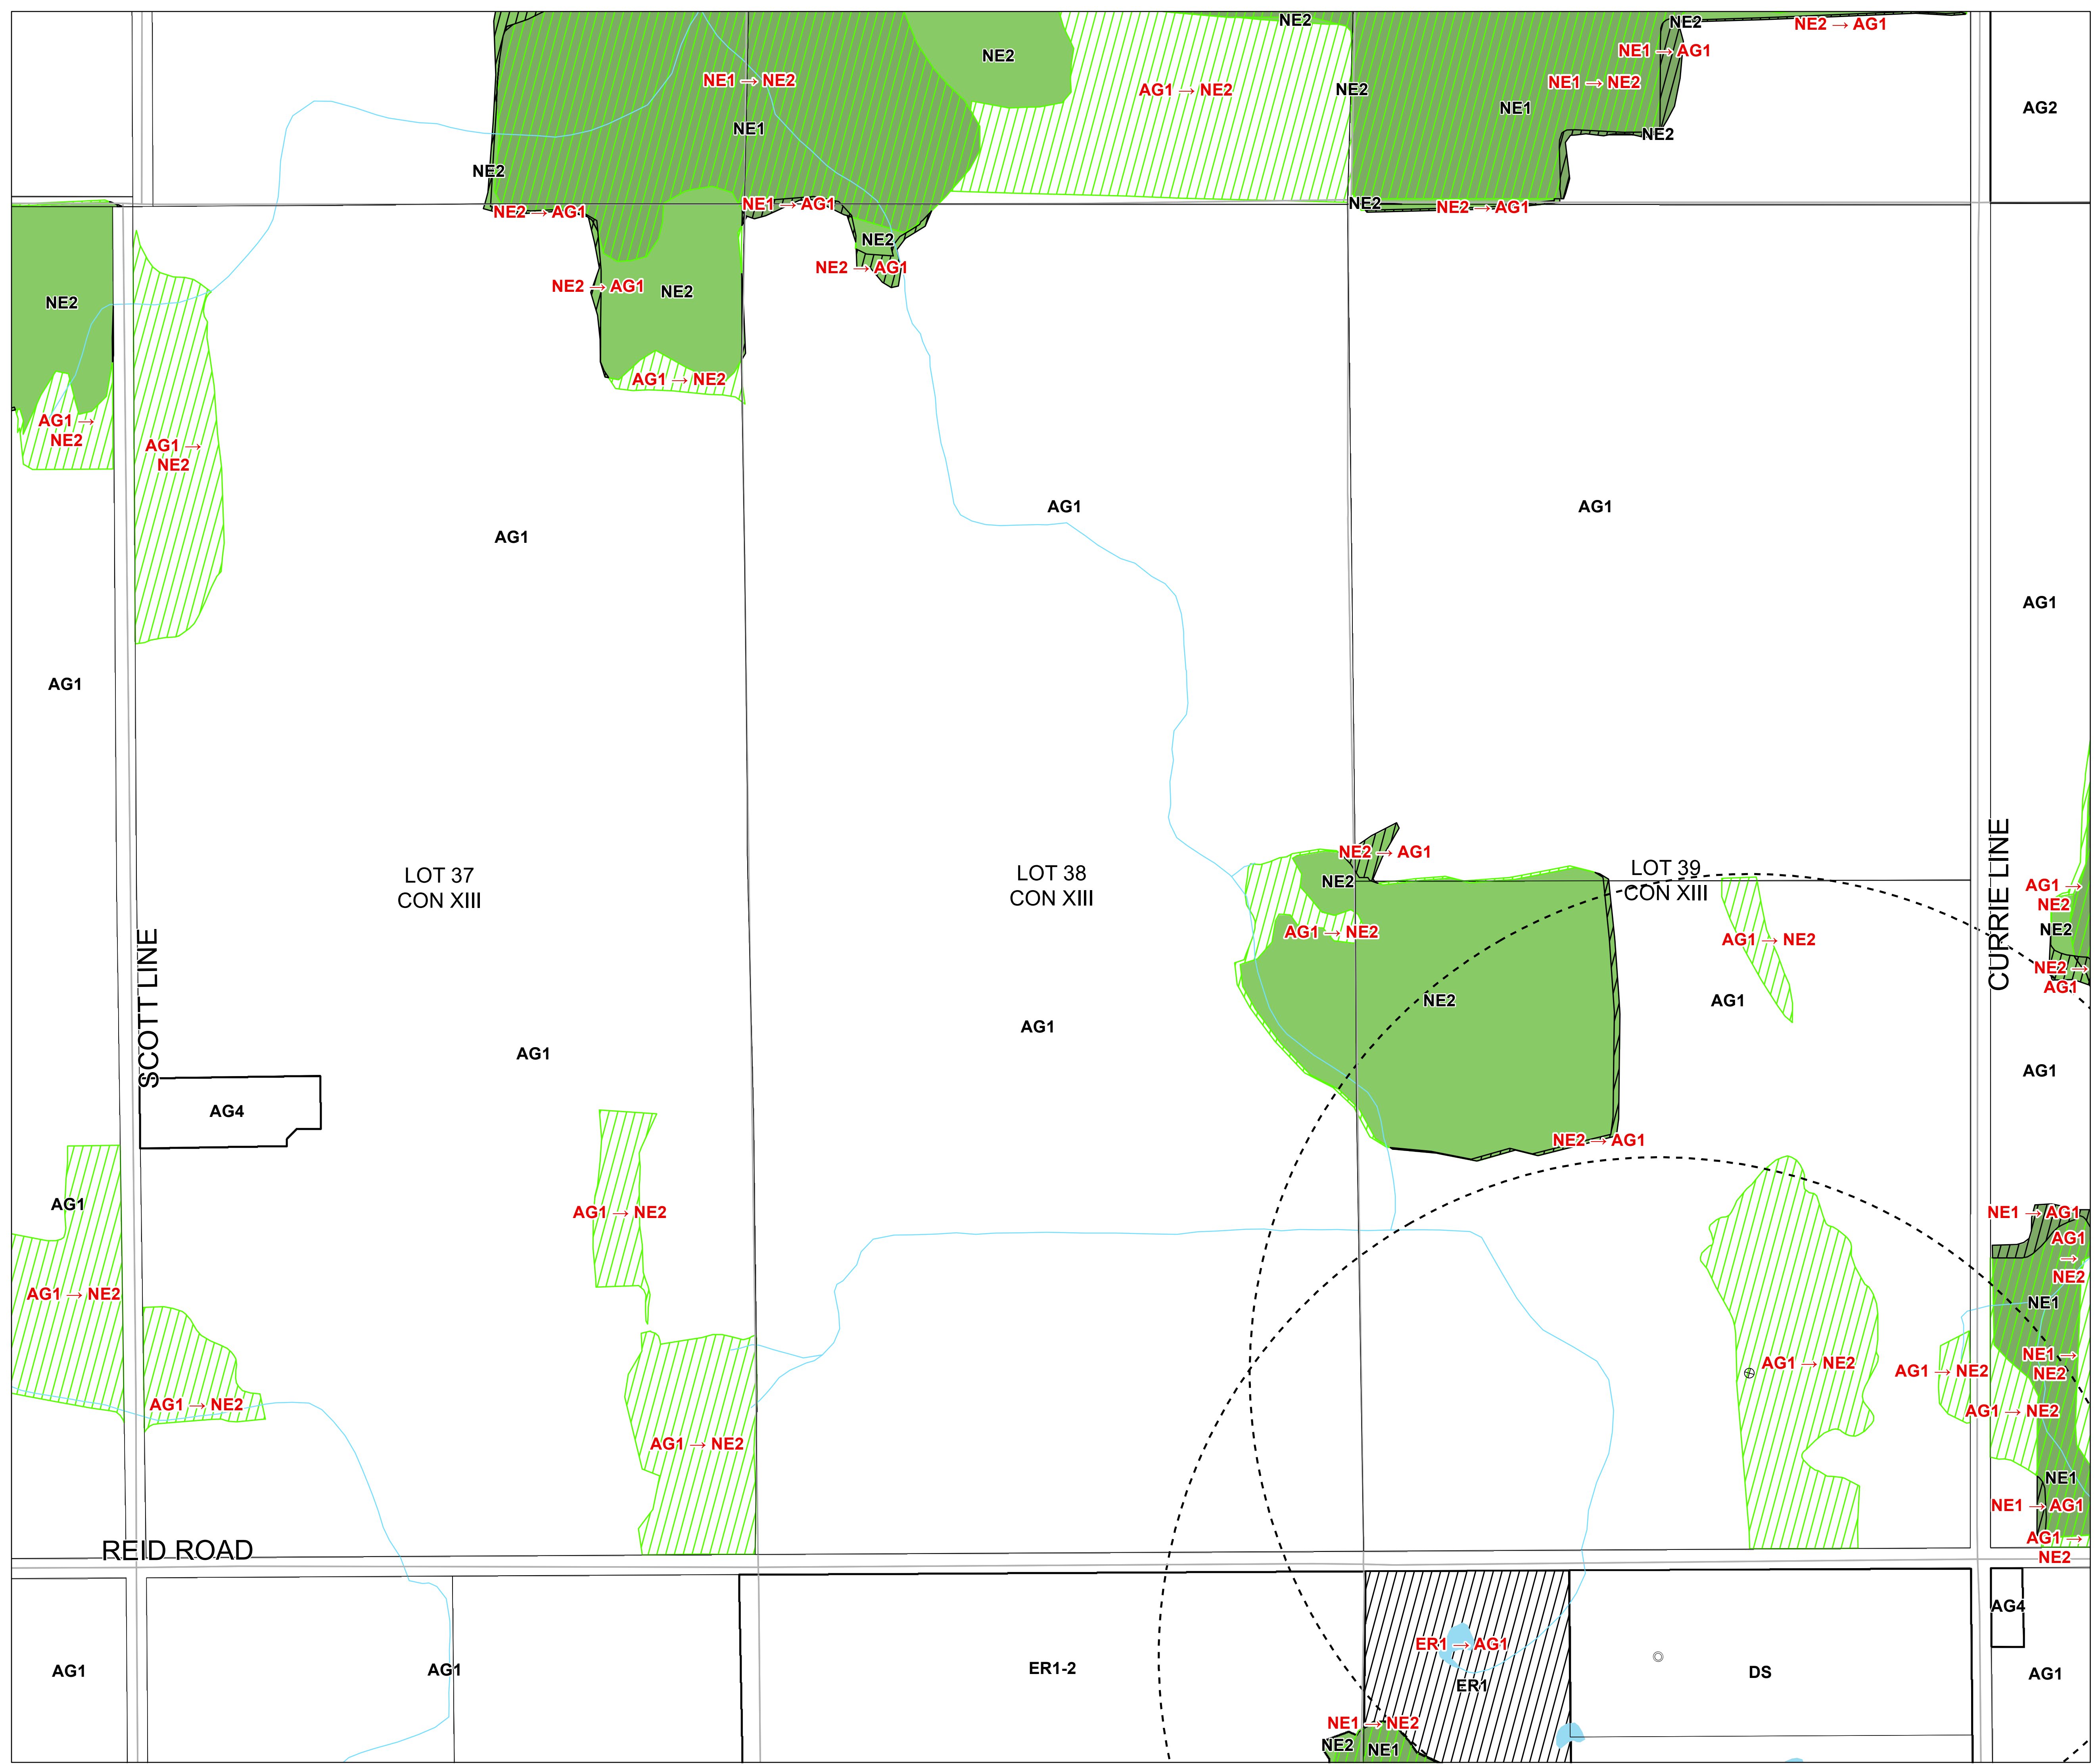 NE2
NE2
NE2 → AG1
NE1 → AG1
NE2
NE1 → NE2
AG1 → NE2
NE2
NE1 → NE2
NE1
AG2
NE1
NE2
NE2
NE2 → AG1
NE1 → AG1
NE2
NE2 → AG1
NE2
NE2 → AG1
NE2 → AG1
NE2
NE2
AG1 → NE2
AG1 →
NE2
AG1 →
NE2
AG1
AG1
AG1
AG1
AG1
LOT 37
CON XIII
LOT 38
CON XIII
LOT 39
CON XIII
NE2 → AG1
NE2
AG1 → NE2
AG1 → NE2
CURRIE LINE
AG1 →
NE2
NE2
NE2 →
AG1
NE2
AG1
AG1
AG1
SCOTT LINE
AG1
AG4
NE2 → AG1
AG1
AG1 → NE2
NE1 → AG1
AG1
→
NE2
AG1 → NE2
NE1
NE1 →
NE2
AG1 → NE2
AG1 → NE2
AG1 → NE2
AG1 → NE2
AG1 → NE2
NE1
NE1 → AG1
AG1 →
NE2
REID ROAD
AG4
AG1
AG1
ER1-2
ER1 → AG1
ER1
DS
AG1
NE1 → NE2
NE2
NE1